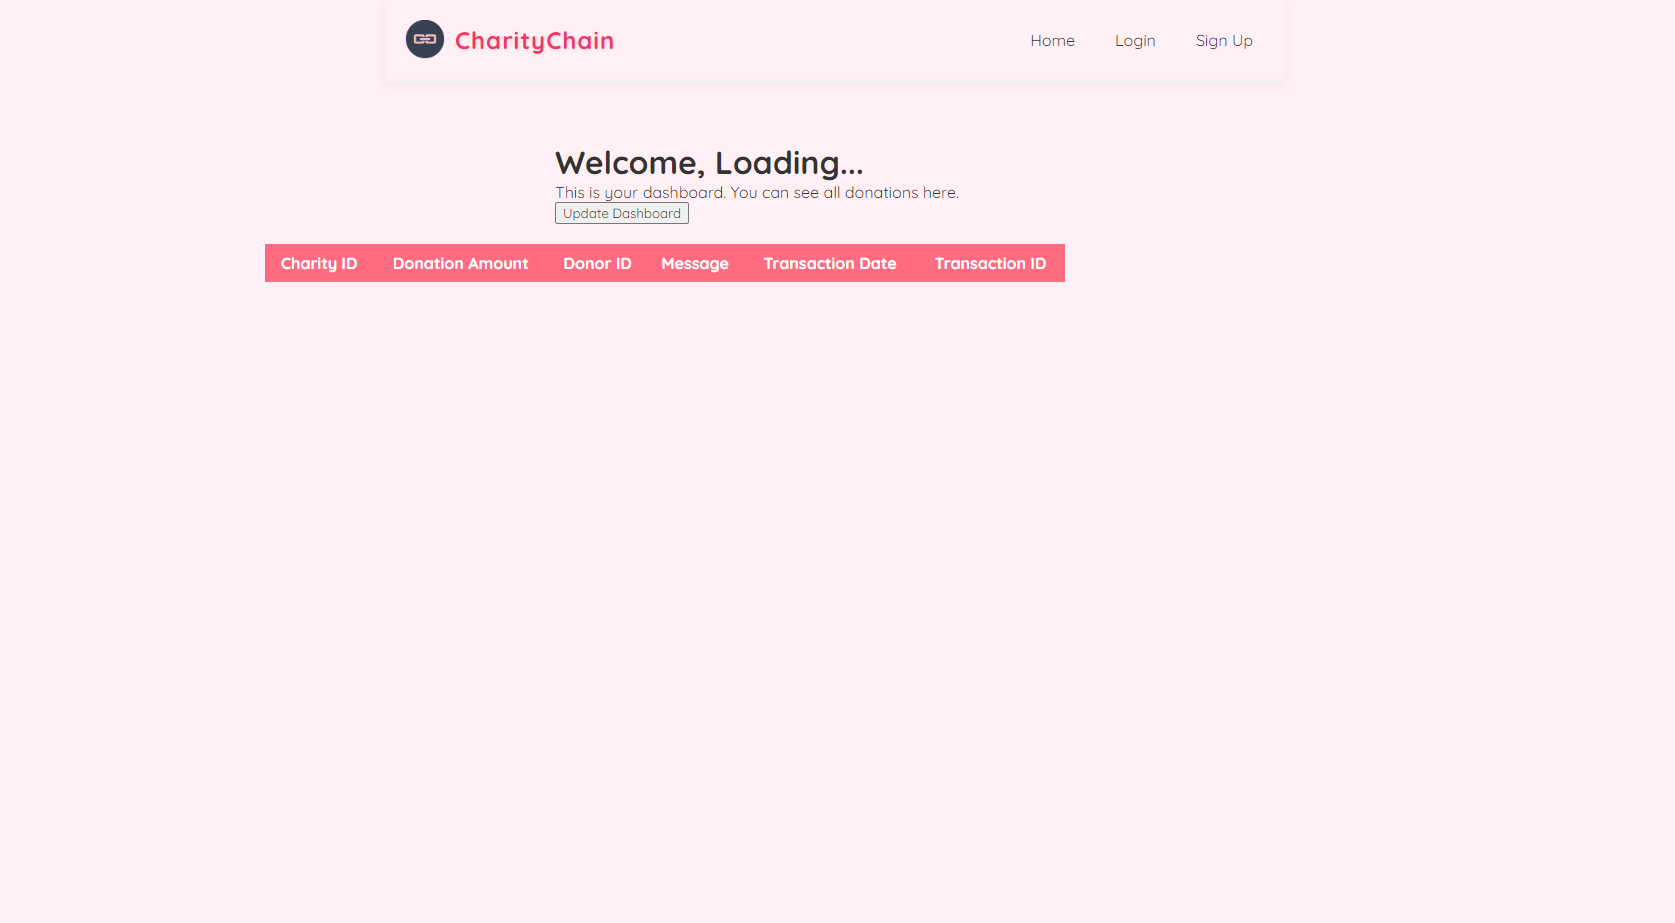 CharityChain
Home Login Sign Up
Welcome, Loading...
This is your dashboard. You can see all donations here.
Update Dashboard
Charity ID Donation Amount Donor ID Message Transaction Date Transaction ID